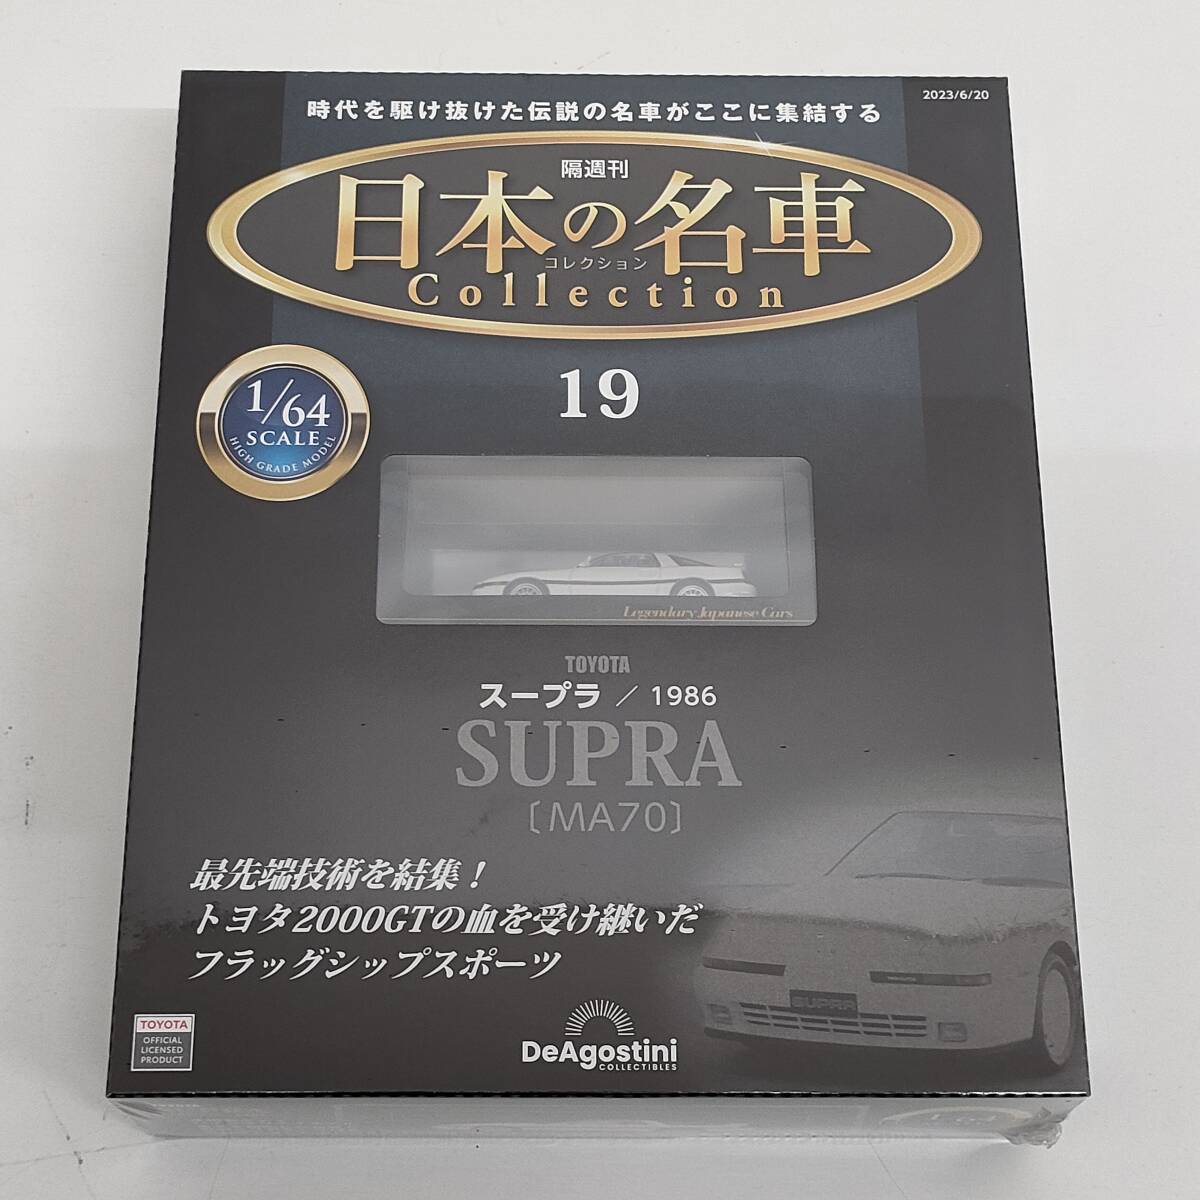 2023/6/20
時代を駆け抜けた伝説の名車がここに集結する
隔週刊
日本の名車
コレクション
Collection
19
1/64
SCALE
HIGH GRADE MODEL
Legendary Japanese Cars
TOYOTA
スープラ / 1986
SUPRA
〔MA70〕
最先端技術を結集！
トヨタ2000GTの血を受け継いだ
フラッグシップスポーツ
SUPRA
TOYOTA
OFFICIAL
LICENSED
PRODUCT
DeAgostini
COLLECTIBLES